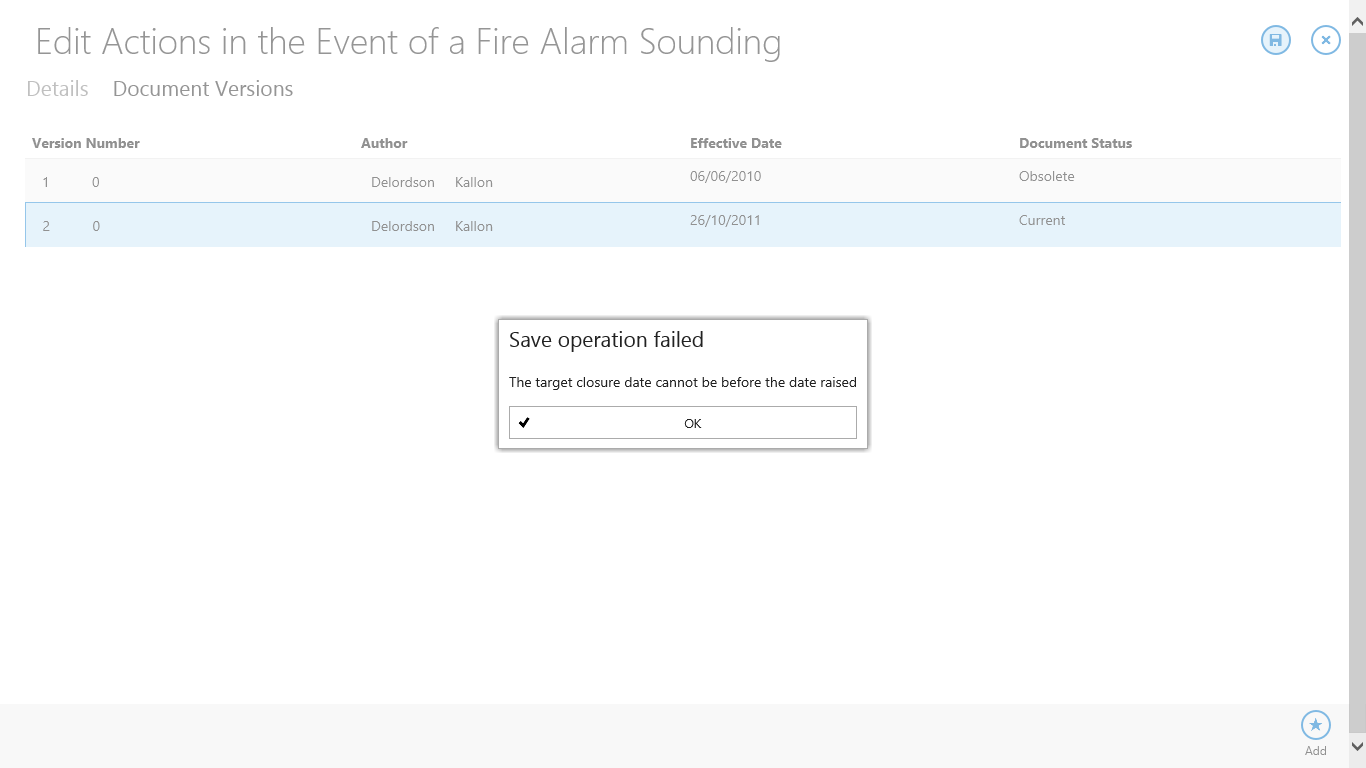 Edit Actions in the Event of a Fire Alarm Sounding
Details Document Versions
Version Number Author Effective Date Document Status
1 0 Delordson Kallon 06/06/2010 Obsolete
2 0 Delordson Kallon 26/10/2011 Current
Save operation failed
The target closure date cannot be before the date raised
OK
Add